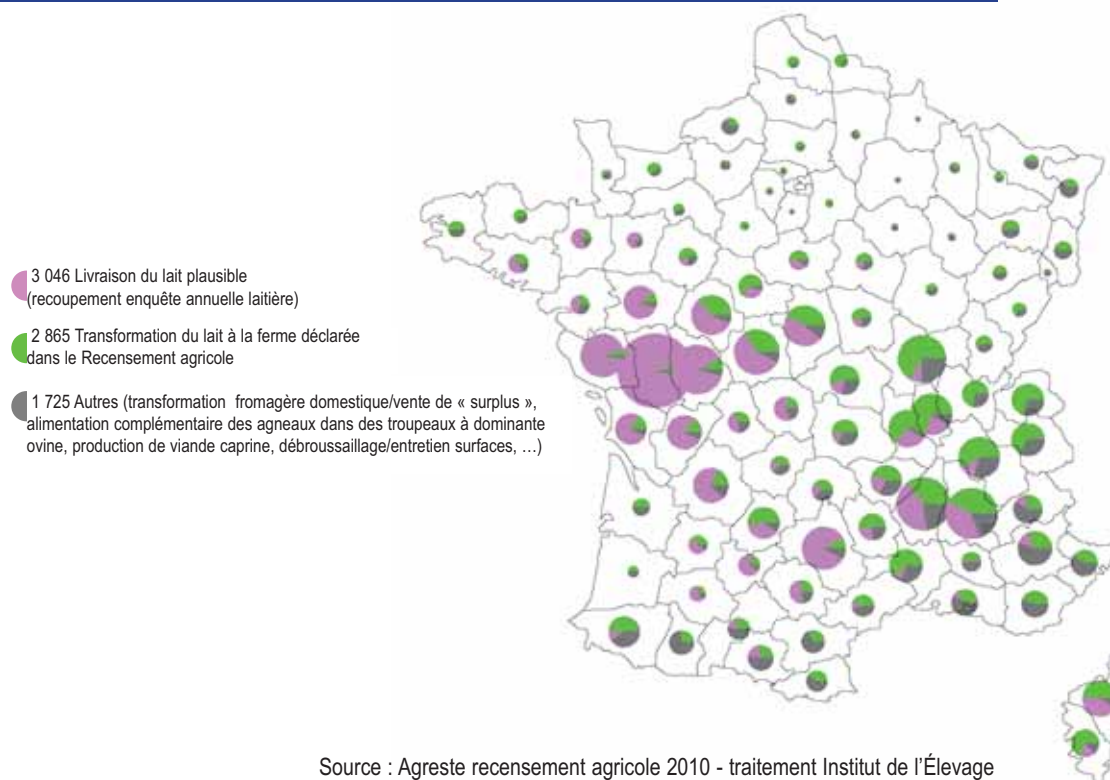 3 046 Livraison du lait plausible
(recoupement enquête annuelle laitière)
2 865 Transformation du lait à la ferme déclarée
dans le Recensement agricole
1 725 Autres (transformation fromagère domestique/vente de « surplus »,
alimentation complémentaire des agneaux dans des troupeaux à dominante
ovine, production de viande caprine, débroussaillage/entretien surfaces, …)
Source : Agreste recensement agricole 2010 - traitement Institut de l'Élevage